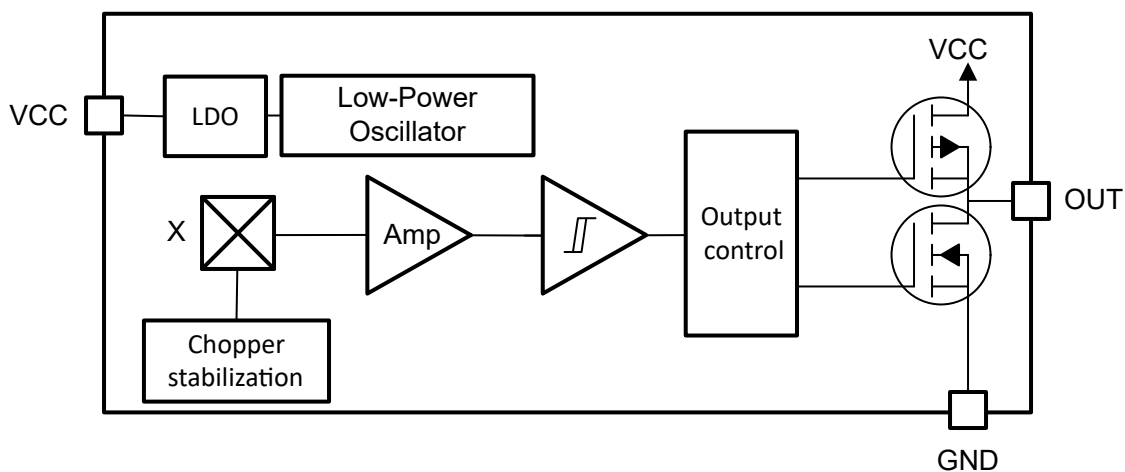 VCC
LDO
Low-Power
Oscillator
VCC
X
Amp
Output
control
OUT
Chopper
stabilization
GND